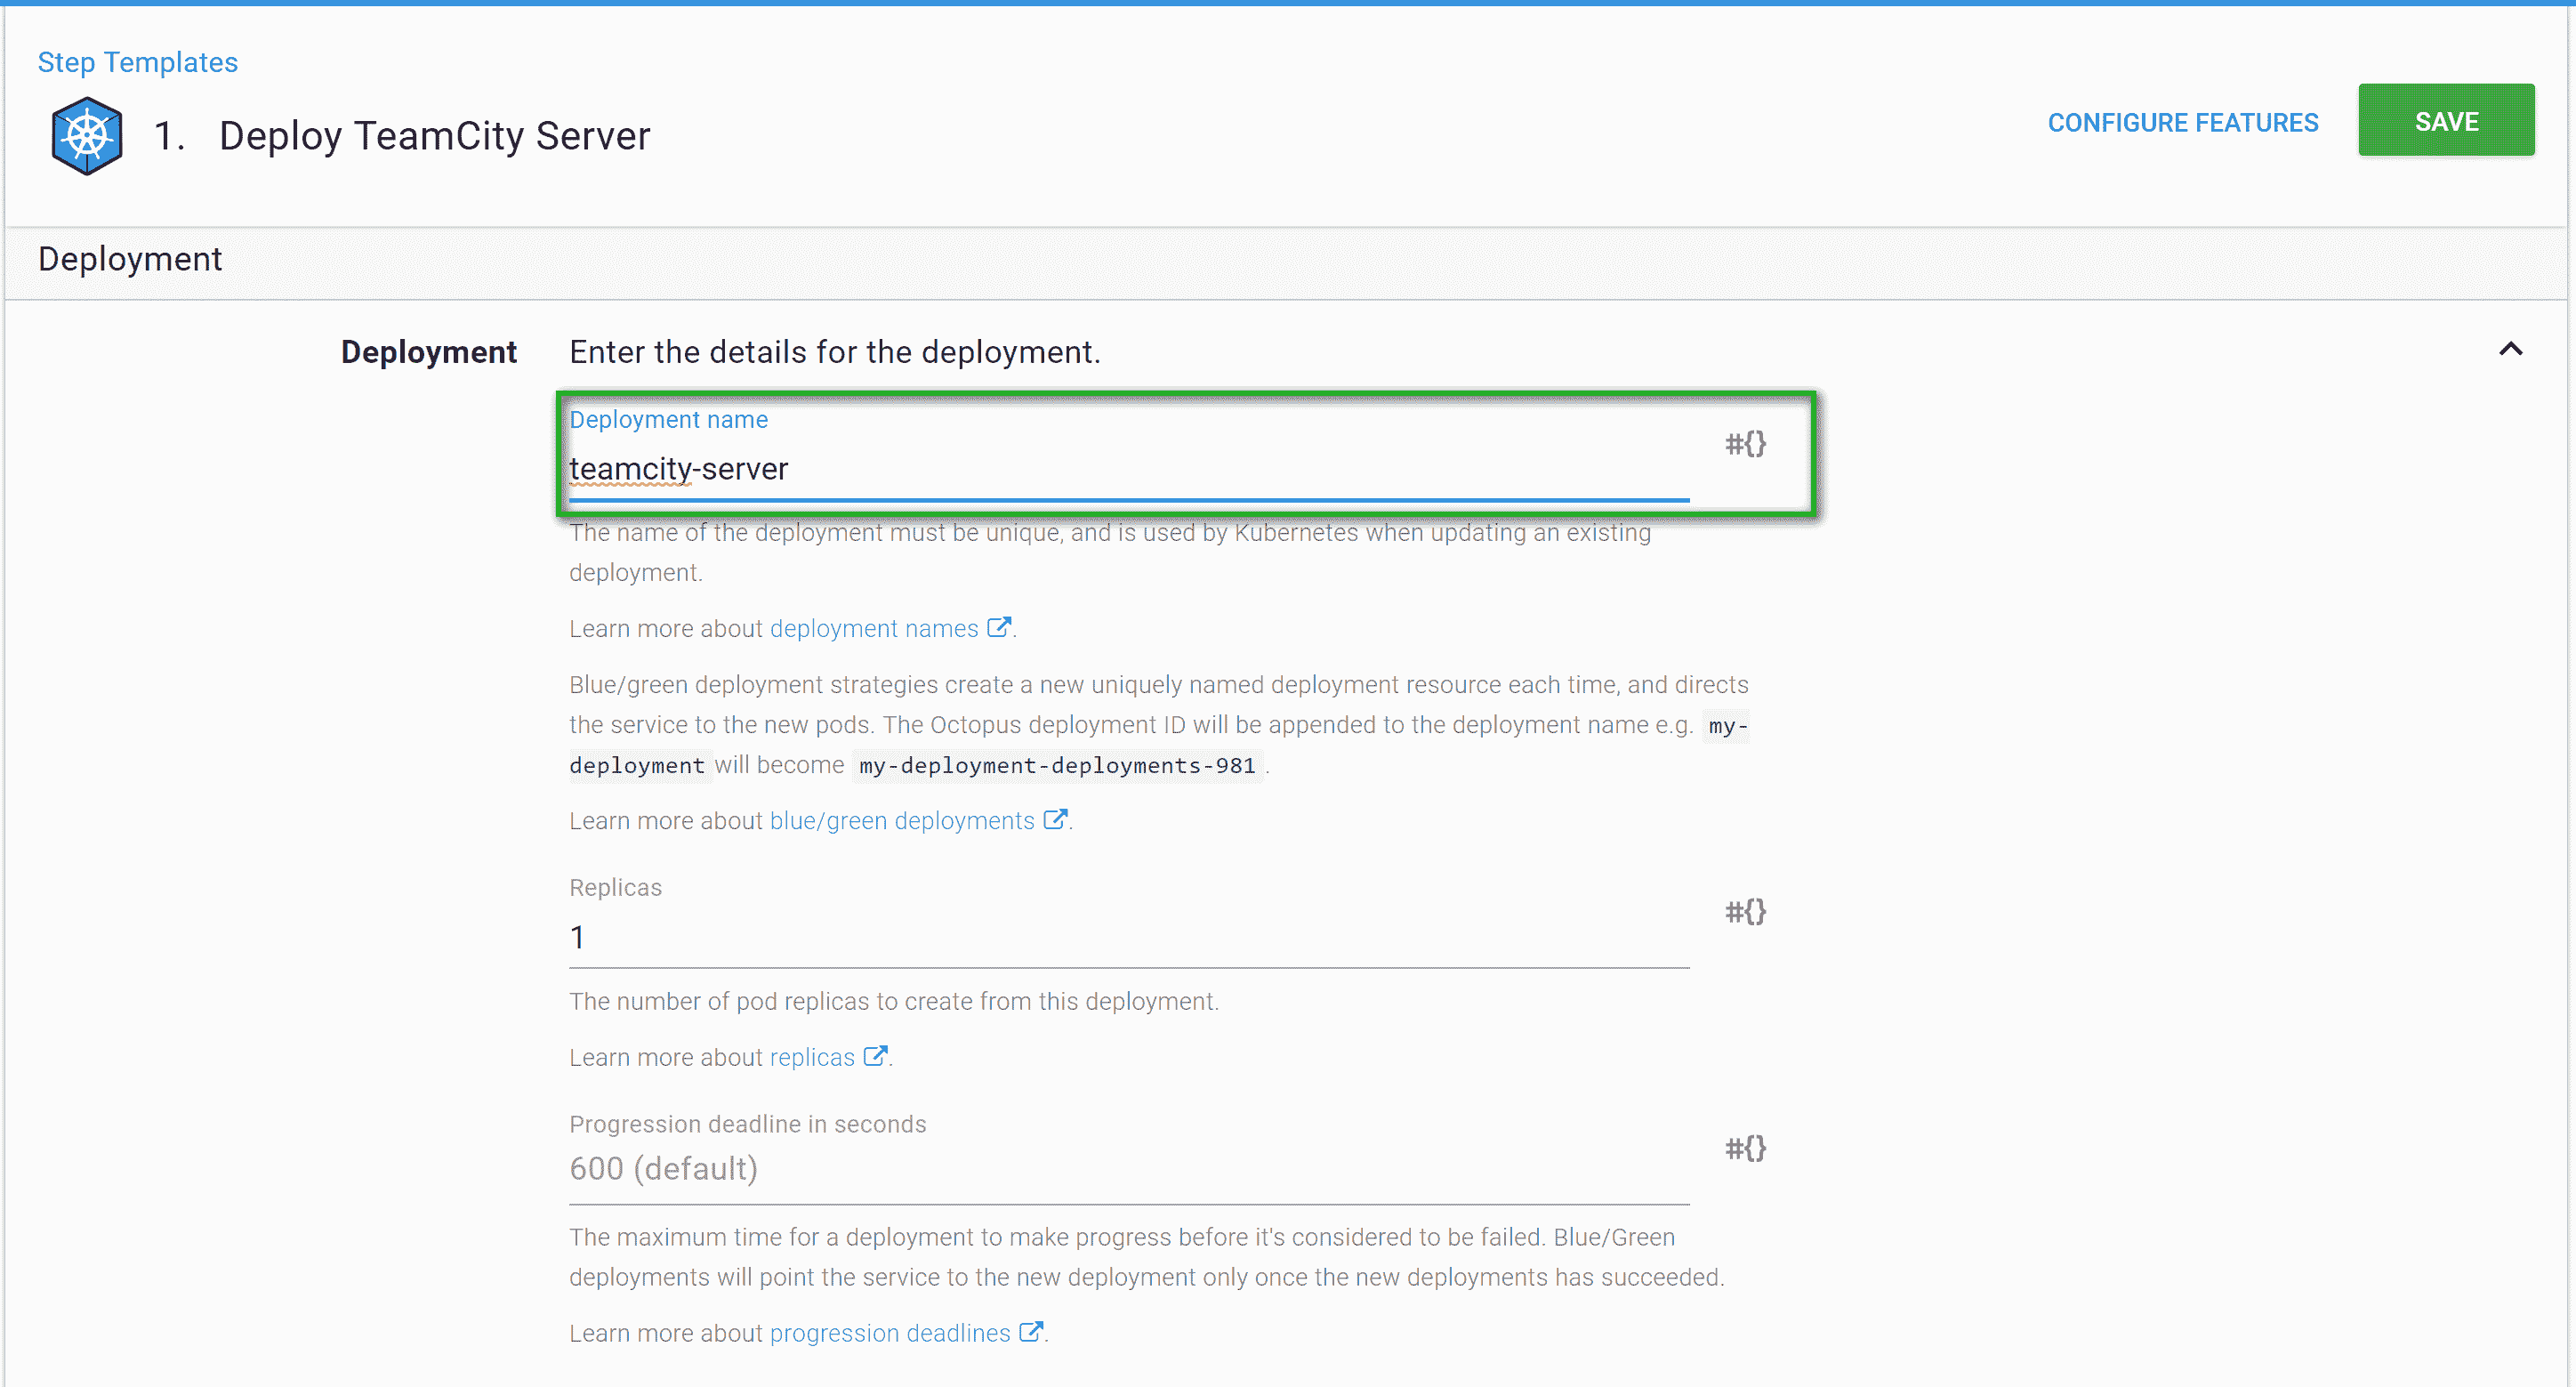 Step Templates
1. Deploy TeamCity Server
CONFIGURE FEATURES
SAVE
Deployment
Deployment
Enter the details for the deployment.
Deployment name
teamcity-server
#{}
The name of the deployment must be unique, and is used by Kubernetes when updating an existing
deployment.
Learn more about deployment names.
Blue/green deployment strategies create a new uniquely named deployment resource each time, and directs
the service to the new pods. The Octopus deployment ID will be appended to the deployment name e.g. my-
deployment will become my-deployment-deployments-981.
Learn more about blue/green deployments.
Replicas
1
#{}
The number of pod replicas to create from this deployment.
Learn more about replicas.
Progression deadline in seconds
600 (default)
#{}
The maximum time for a deployment to make progress before it's considered to be failed. Blue/Green
deployments will point the service to the new deployment only once the new deployments has succeeded.
Learn more about progression deadlines.